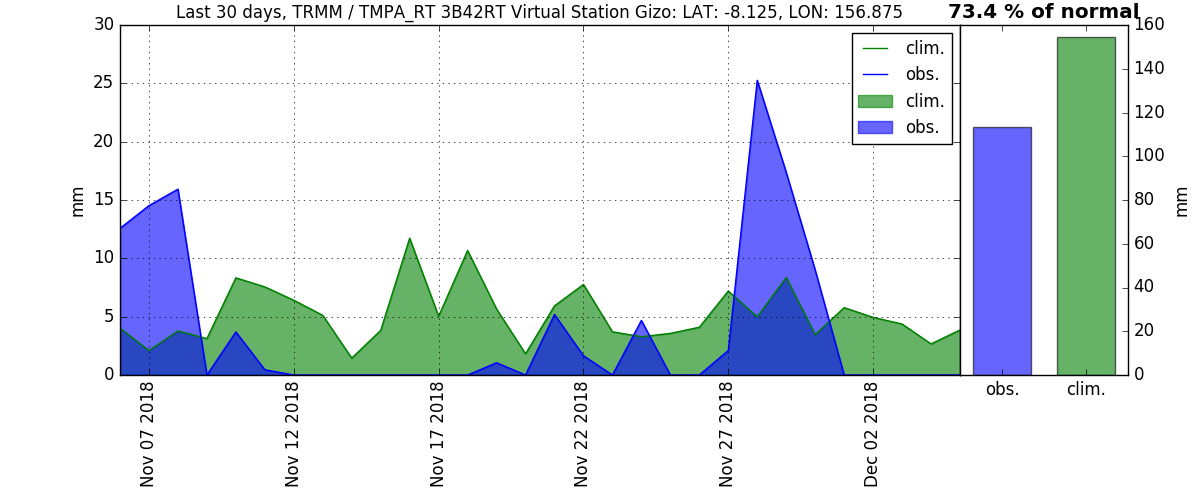 Last 30 days, TRMM / TMPA_RT 3B42RT Virtual Station Gizo: LAT: -8.125, LON: 156.875
73.4 % of normal
30
25
20
15
10
5
0
mm
clim.
obs.
clim.
obs.
Nov 07 2018
Nov 12 2018
Nov 17 2018
Nov 22 2018
Nov 27 2018
Dec 02 2018
160
140
120
100
80
60
40
20
0
mm
obs.
clim.